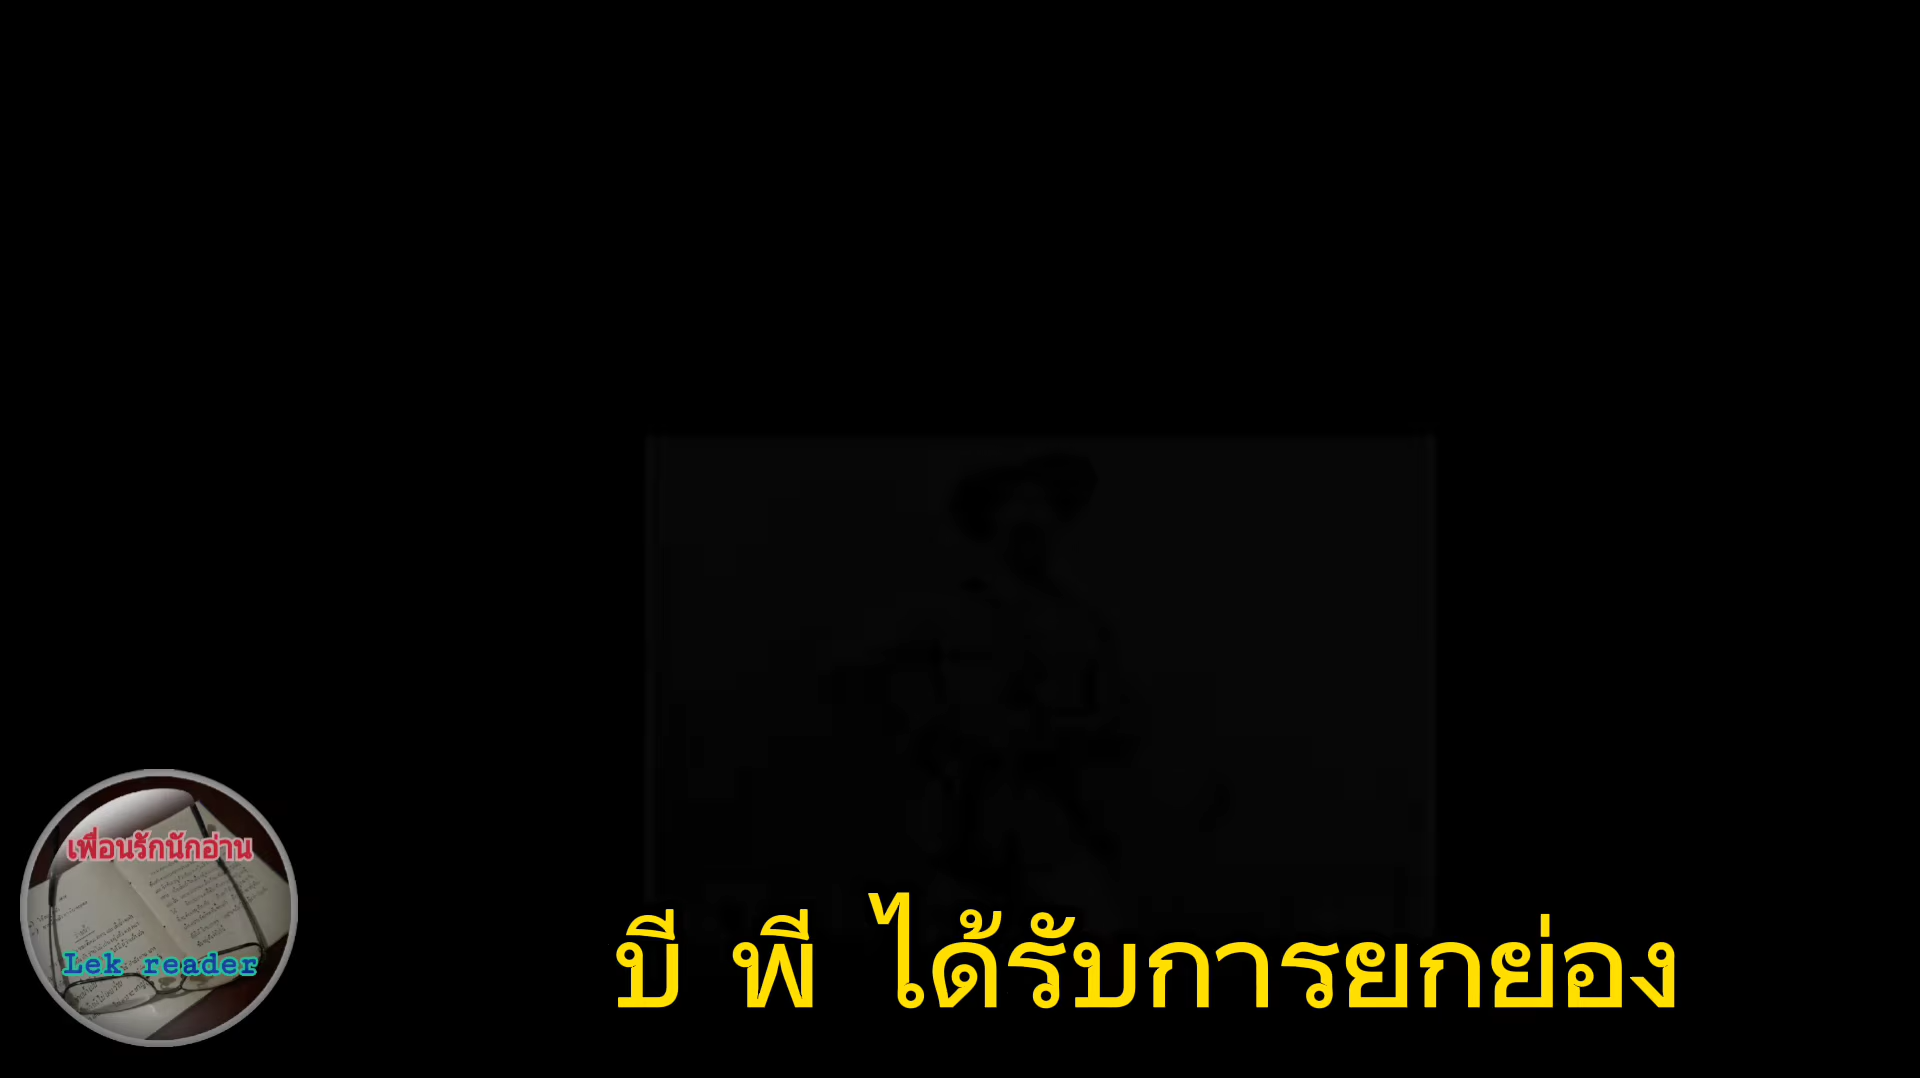 เพื่อนรักนักอ่าน
Lek reader
บี พี ได้รับการยกย่อง